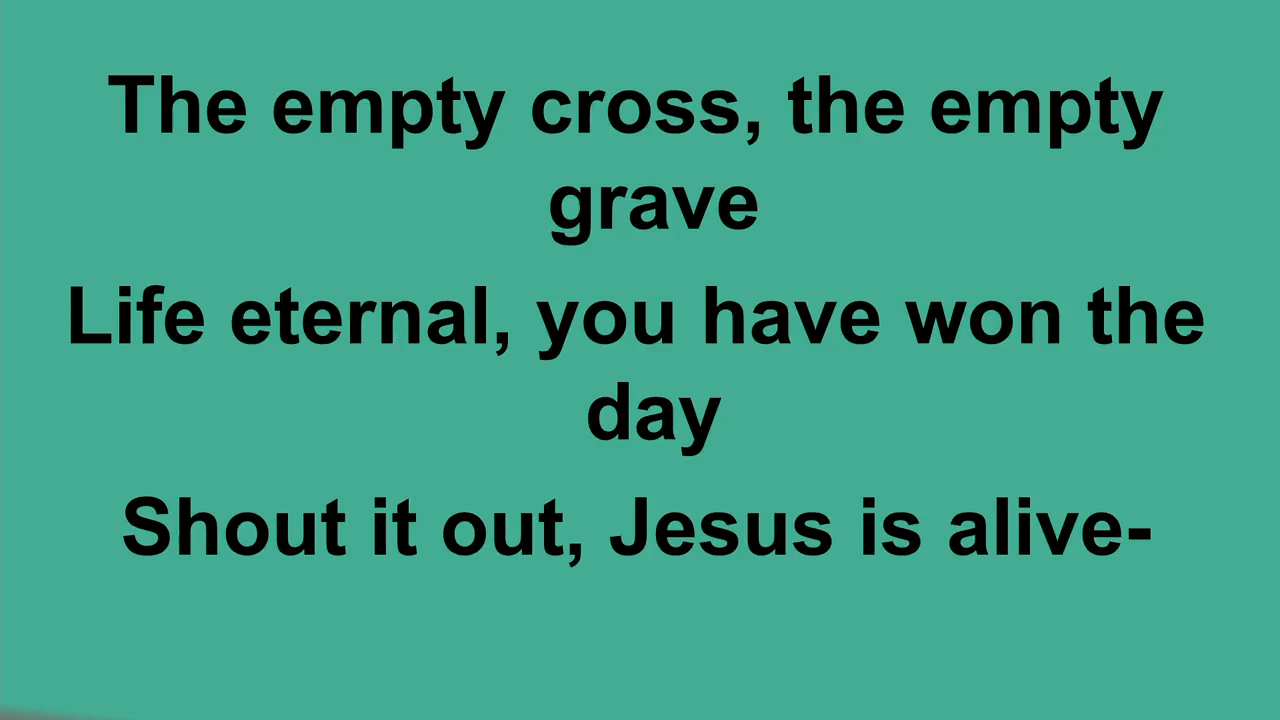 The empty cross, the empty
grave
Life eternal, you have won the
day
Shout it out, Jesus is alive-